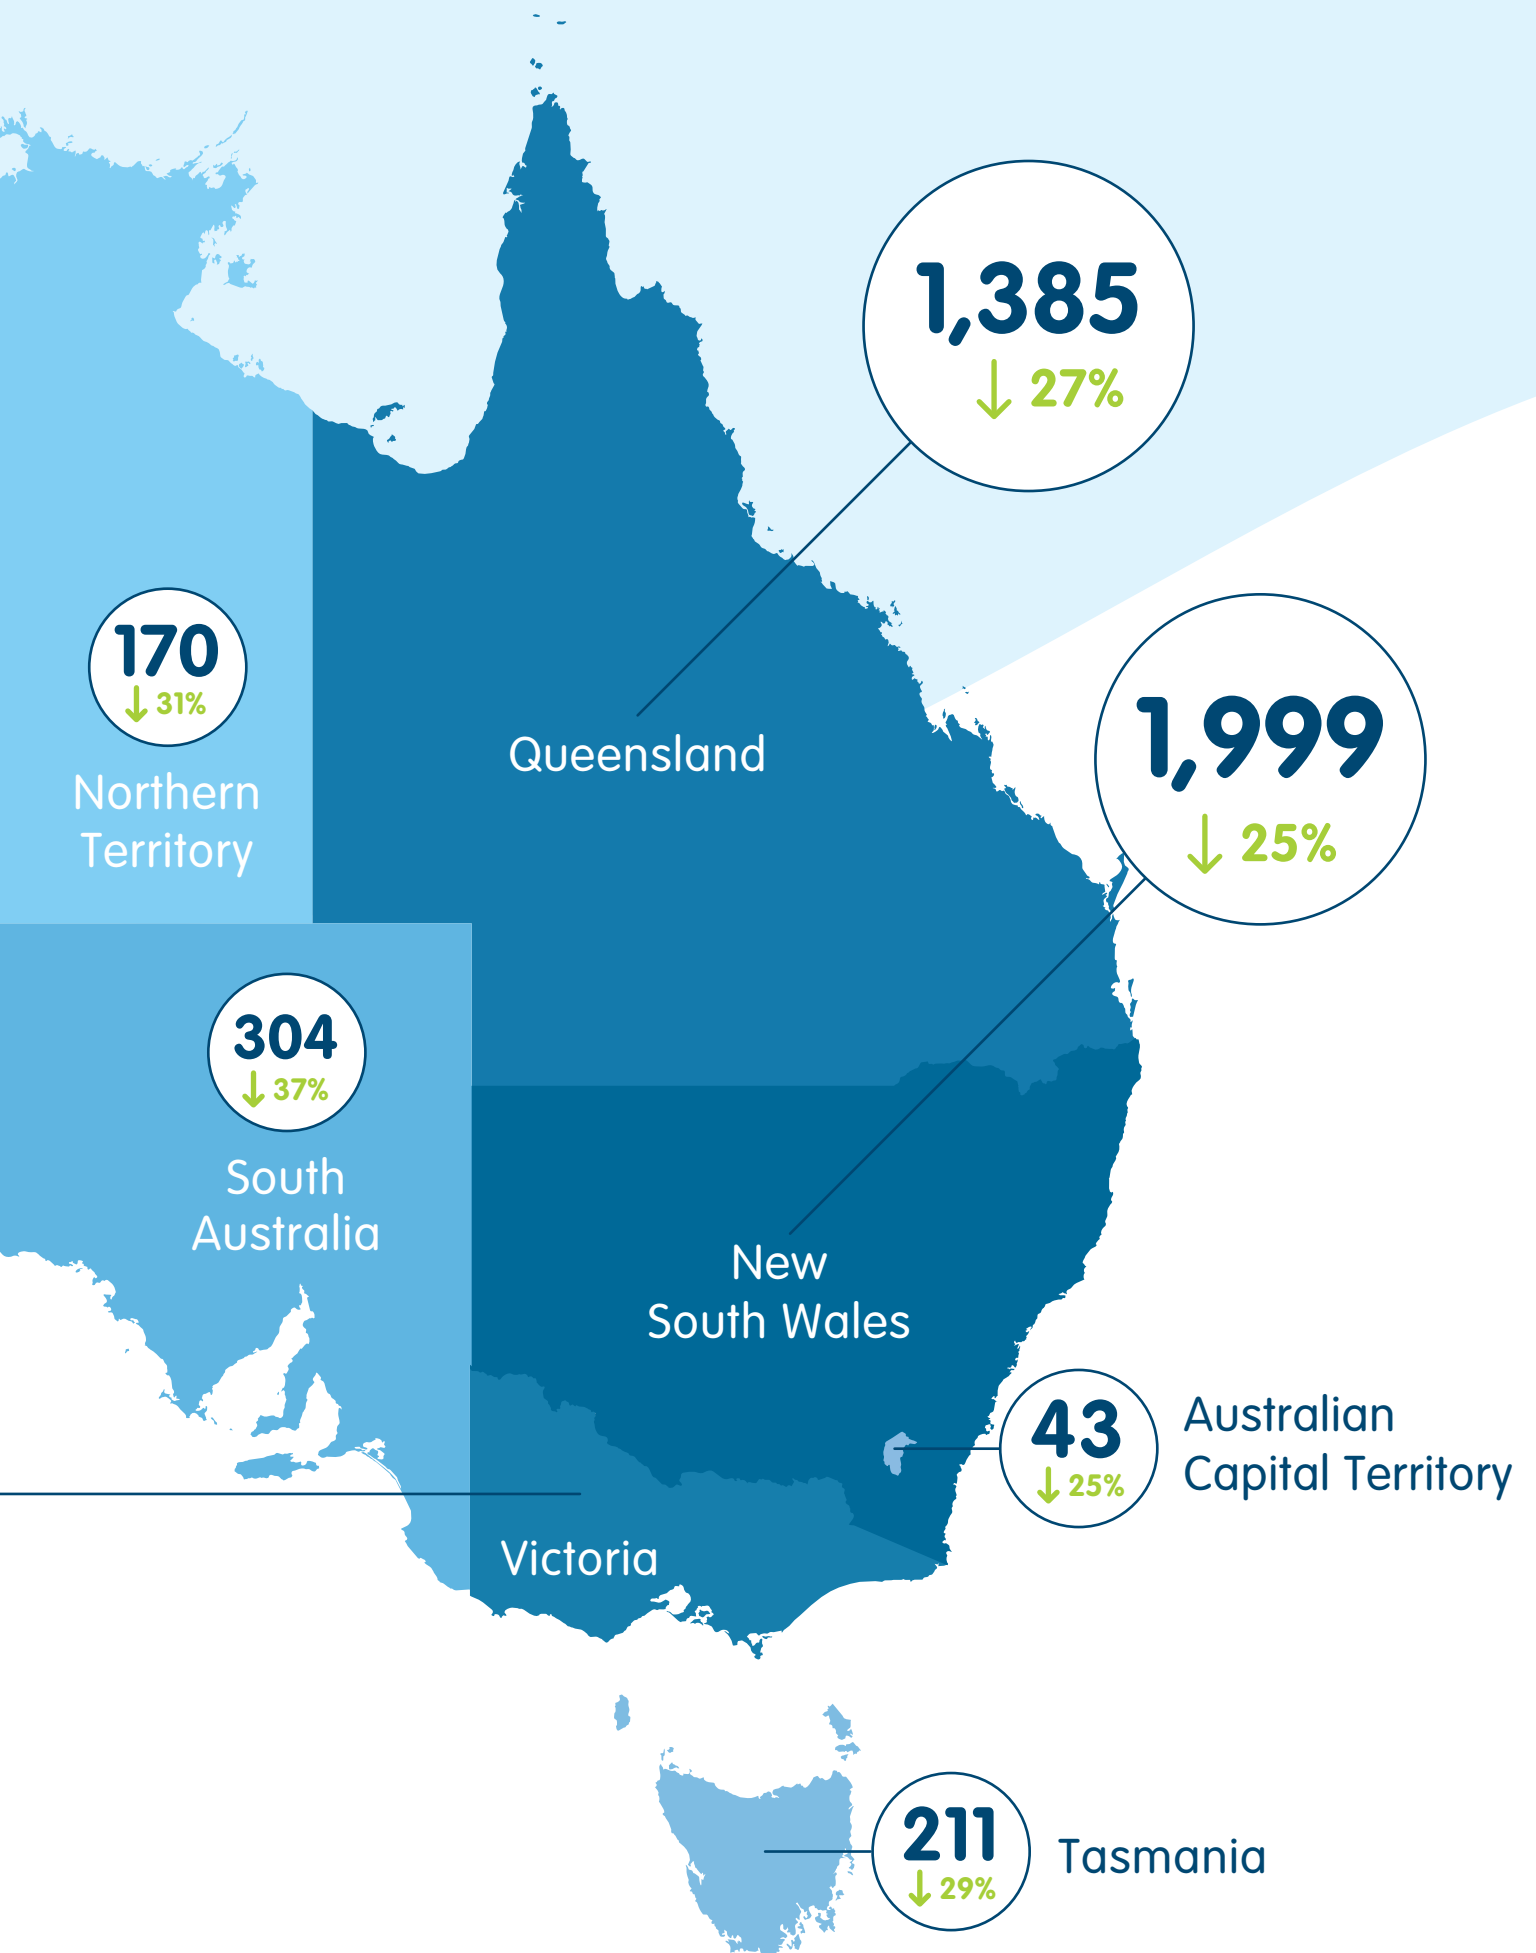 1,385
↓ 27%
170
↓ 31%
Northern
Territory
Queensland
1,999
↓ 25%
304
↓ 37%
South
Australia
New
South Wales
43
↓ 25%
Australian
Capital Territory
Victoria
211
↓ 29%
Tasmania